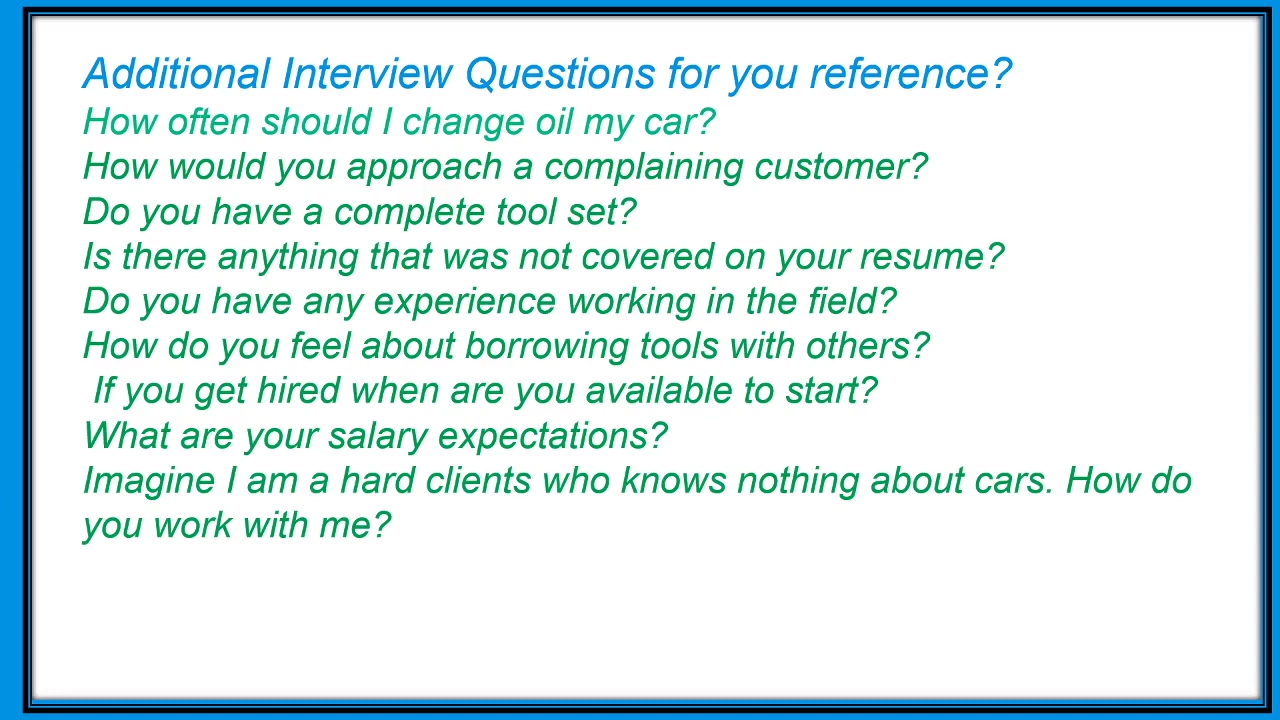 Additional Interview Questions for you reference?
How often should I change oil my car?
How would you approach a complaining customer?
Do you have a complete tool set?
Is there anything that was not covered on your resume?
Do you have any experience working in the field?
How do you feel about borrowing tools with others?
If you get hired when are you available to start?
What are your salary expectations?
Imagine I am a hard clients who knows nothing about cars. How do
you work with me?